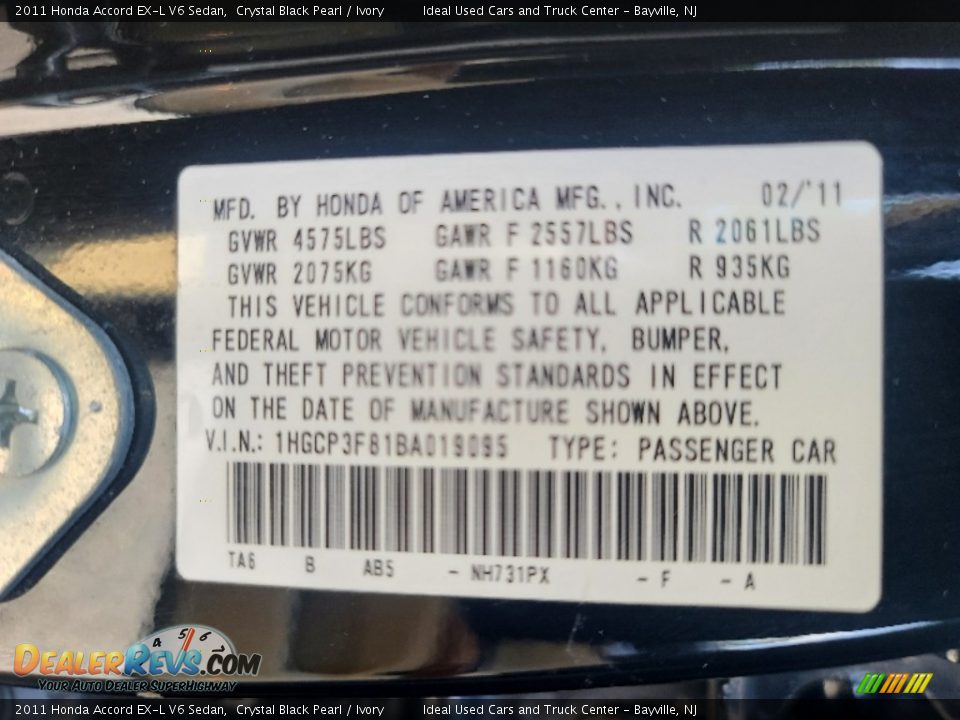 2011 Honda Accord EX-L V6 Sedan, Crystal Black Pearl / Ivory Ideal Used Cars and Truck Center - Bayville, NJ
MFD. BY HONDA OF AMERICA MFG., INC. 02/'11
GVWR 4575LBS GAWR F 2557LBS R 2061LBS
GVWR 2075KG GAWR F 1160KG R 935KG
THIS VEHICLE CONFORMS TO ALL APPLICABLE
FEDERAL MOTOR VEHICLE SAFETY, BUMPER,
AND THEFT PREVENTION STANDARDS IN EFFECT
ON THE DATE OF MANUFACTURE SHOWN ABOVE.
V.I.N.: 1HGCP3F81BA019095 TYPE: PASSENGER CAR
TA6 B AB5 - NH731PX - F - A
4 5 6
DEALERREVS.COM
YOUR AUTO DEALER SUPERHIGHWAY
2011 Honda Accord EX-L V6 Sedan, Crystal Black Pearl / Ivory Ideal Used Cars and Truck Center - Bayville, NJ